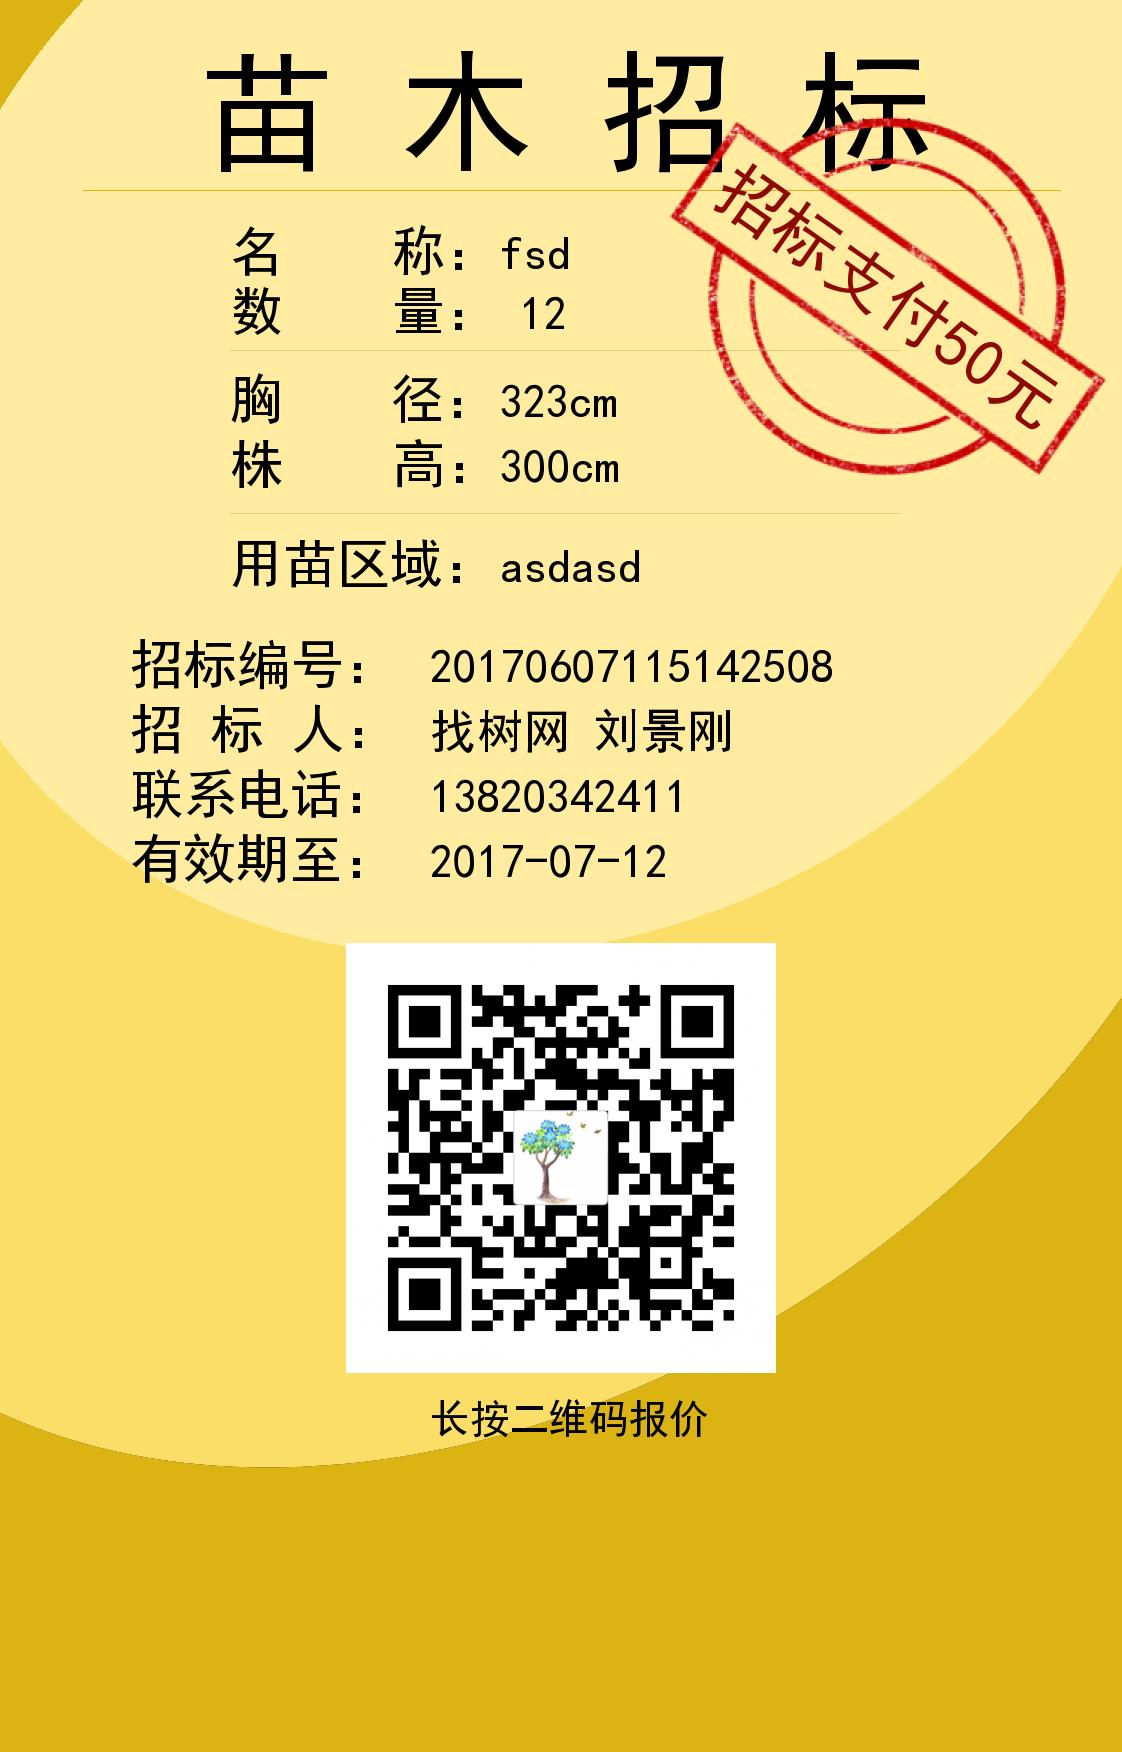 苗木招标
招标支付50元
名称：fsd
数量：12
胸径：323cm
株高：300cm
用苗区域：asdasd
招标编号：20170607115142508
招标人：找树网 刘景刚
联系电话：13820342411
有效期至：2017-07-12
长按二维码报价